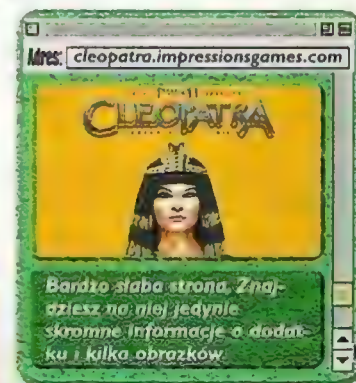 Adres: cleopatra.impressionsgames.com
CLEOPATRA
Bardzo słaba strona. Znaj-
dziesz na niej jedynie
skromne informacje o dodat-
ku i kilka obrazków.